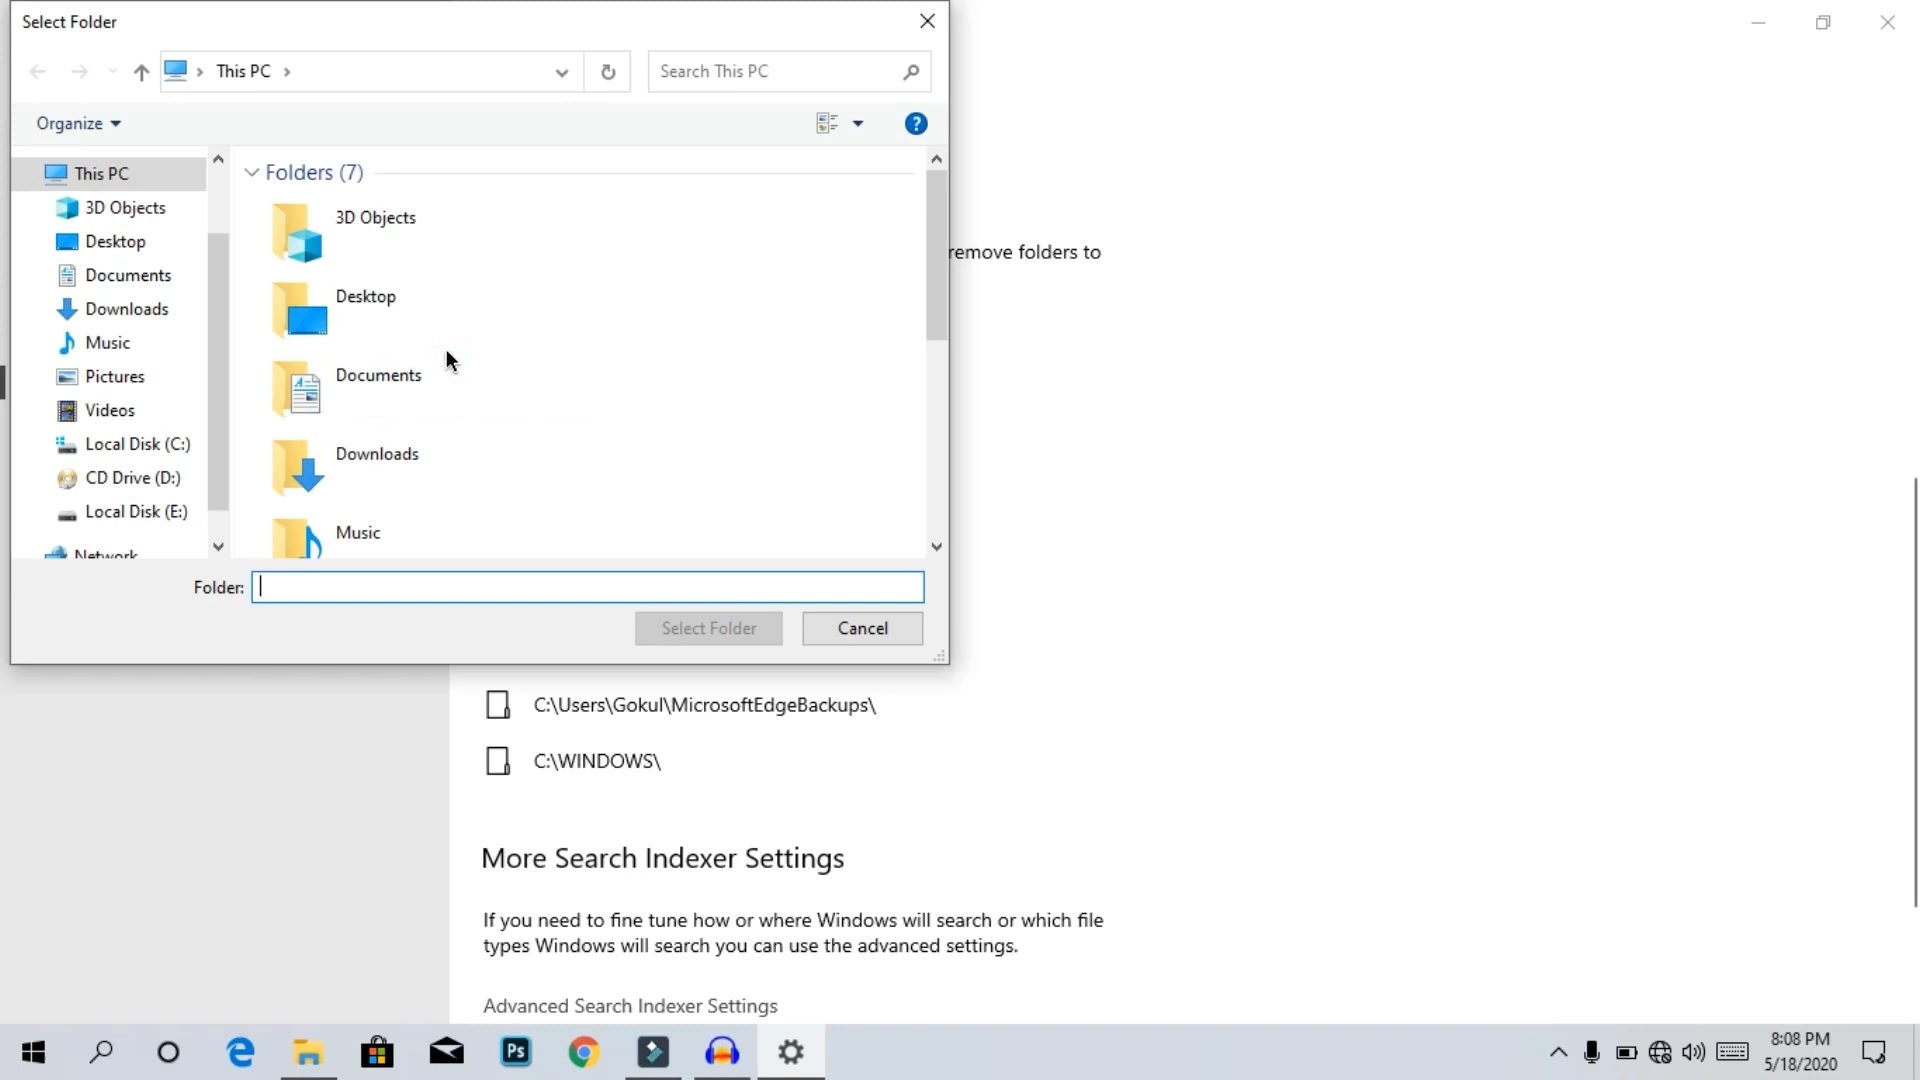 Select Folder
This PC
Search This PC
Organize
?
This PC
3D Objects
Desktop
Documents
Downloads
Music
Pictures
Videos
Local Disk (C:)
CD Drive (D:)
Local Disk (E:)
Network
Folders (7)
3D Objects
Desktop
Documents
Downloads
Music
Folder:
Select Folder
Cancel
remove folders to
C:\Users\Gokul\MicrosoftEdgeBackups\
C:\WINDOWS\
More Search Indexer Settings
If you need to fine tune how or where Windows will search or which file
types Windows will search you can use the advanced settings.
Advanced Search Indexer Settings
Ps
8:08 PM
5/18/2020